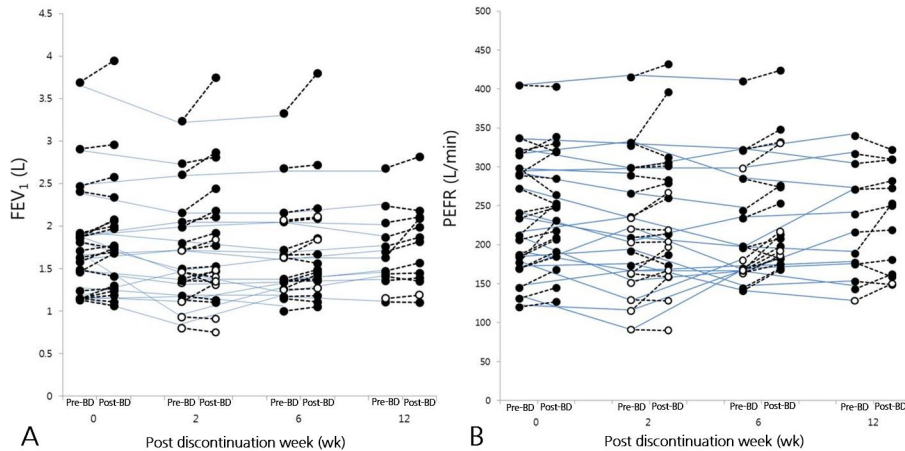 FEV1 (L)
4.5
4
3.5
3
2.5
2
1.5
1
0.5
0
Pre-BD Post-BD Pre-BD Post-BD Pre-BD Post-BD Pre-BD Post-BD
0 2 6 12
Post discontinuation week (wk)
A
PEFR (L/min)
500
450
400
350
300
250
200
150
100
50
0
Pre-BD Post-BD Pre-BD Post-BD Pre-BD Post-BD Pre-BD Post-BD
0 2 6 12
Post discontinuation week (wk)
B